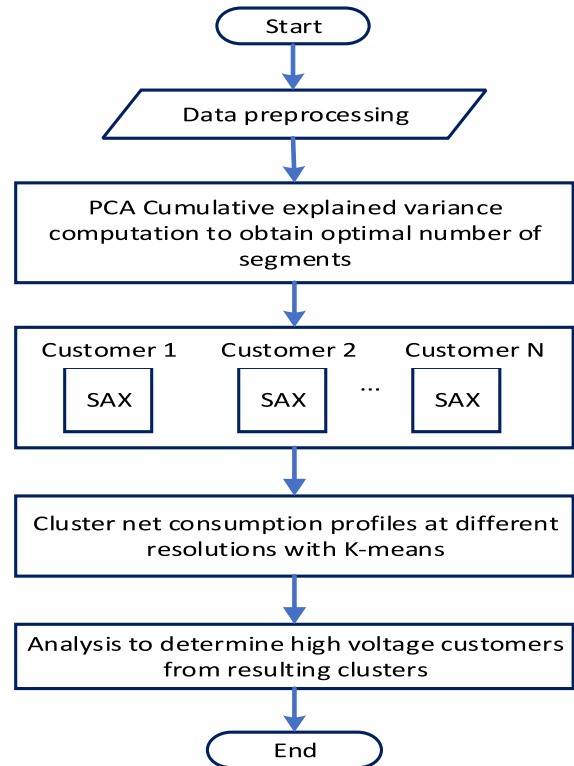 Start
Data preprocessing
PCA Cumulative explained variance
computation to obtain optimal number of
segments
Customer 1 Customer 2 Customer N
SAX SAX ... SAX
Cluster net consumption profiles at different
resolutions with K-means
Analysis to determine high voltage customers
from resulting clusters
End